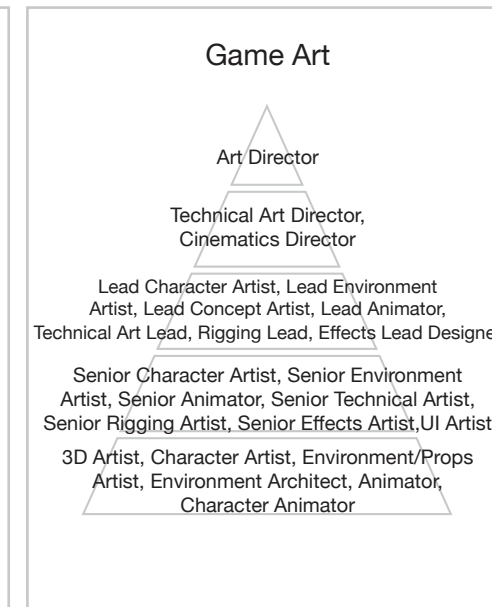 Game Art
Art Director
Technical Art Director,
Cinematics Director
Lead Character Artist, Lead Environment
Artist, Lead Concept Artist, Lead Animator,
Technical Art Lead, Rigging Lead, Effects Lead Designe
Senior Character Artist, Senior Environment
Artist, Senior Animator, Senior Technical Artist,
Senior Rigging Artist, Senior Effects Artist,UI Artist
3D Artist, Character Artist, Environment/Props
Artist, Environment Architect, Animator,
Character Animator